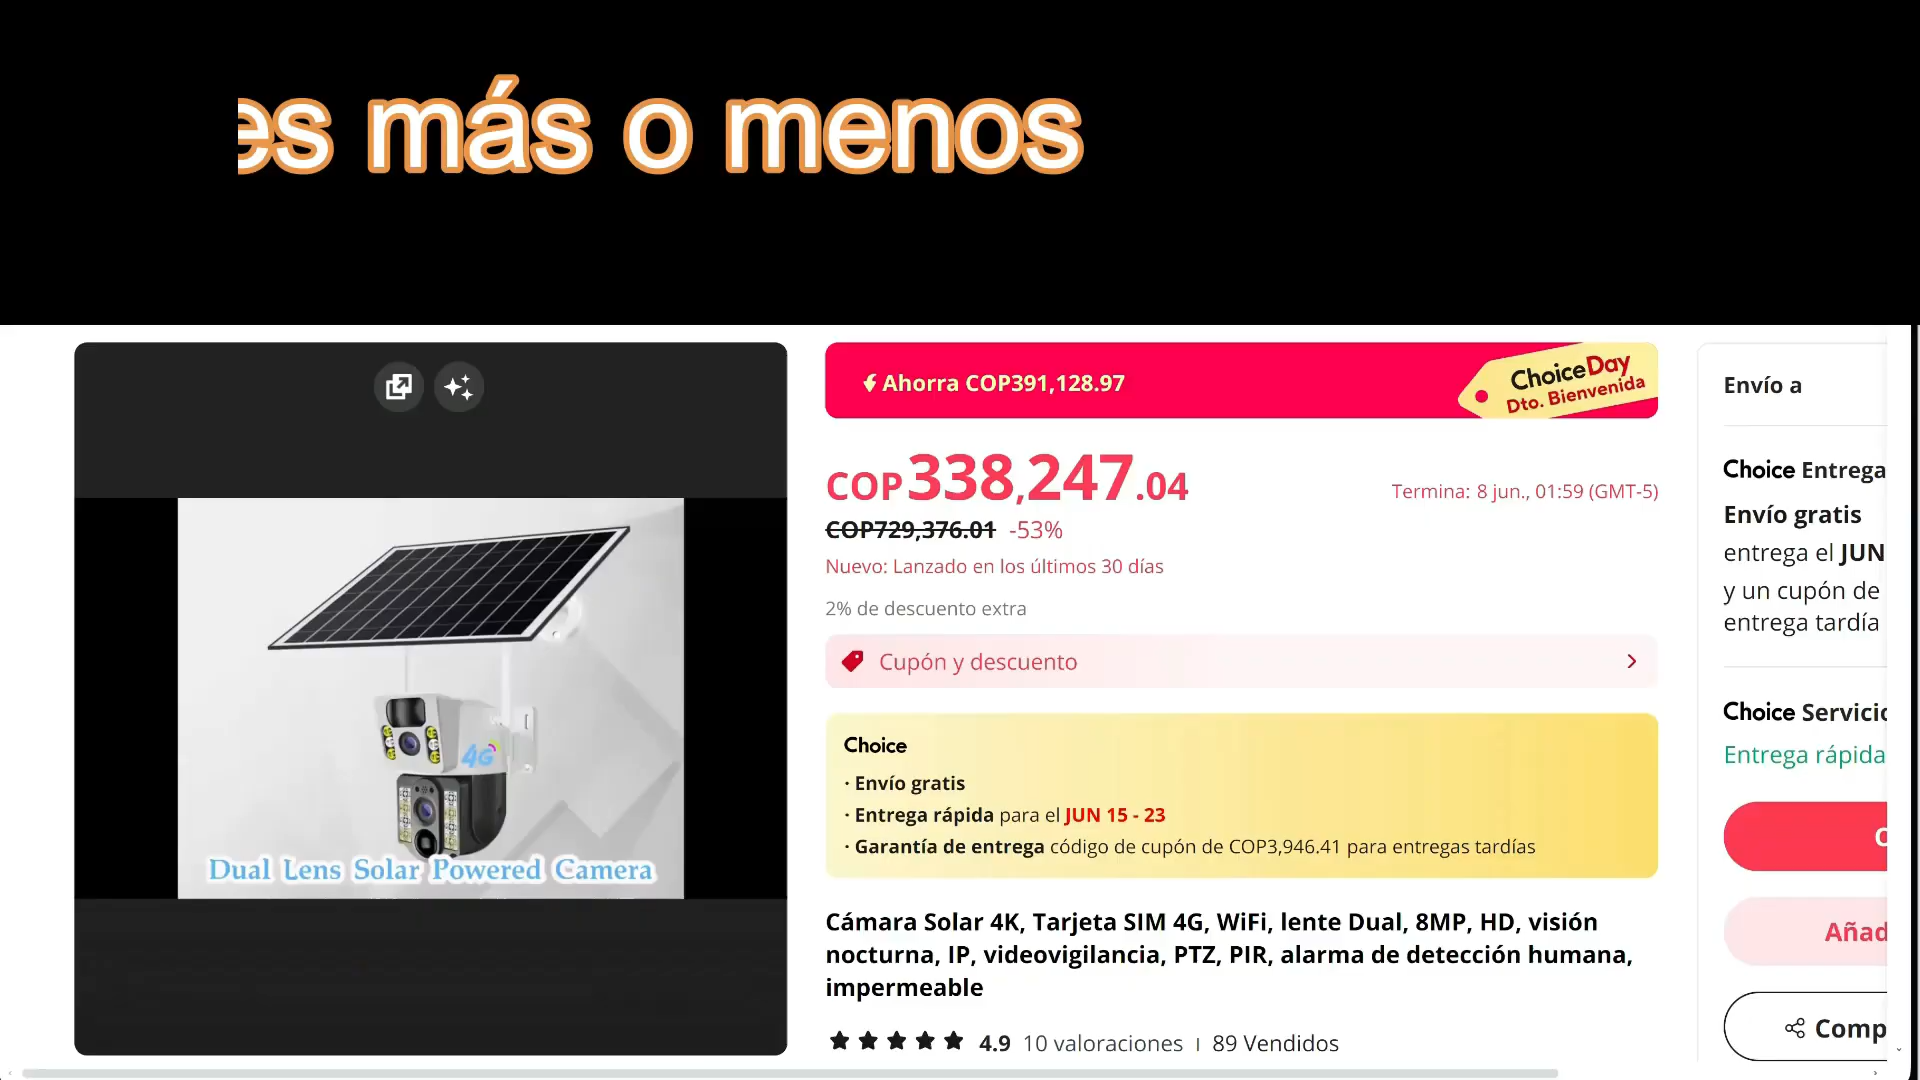 es más o menos
Ahorra COP391,128.97
ChoiceDay
Dto. Bienvenida
COP338,247.04
Termina: 8 jun., 01:59 (GMT-5)
COP729,376.01 -53%
Nuevo: Lanzado en los últimos 30 días
2% de descuento extra
Cupón y descuento
Choice
· Envío gratis
· Entrega rápida para el JUN 15 - 23
· Garantía de entrega código de cupón de COP3,946.41 para entregas tardías
Cámara Solar 4K, Tarjeta SIM 4G, WiFi, lente Dual, 8MP, HD, visión
nocturna, IP, videovigilancia, PTZ, PIR, alarma de detección humana,
impermeable
4.9 10 valoraciones | 89 Vendidos
4G
Dual Lens Solar Powered Camera
Envío a
Choice Entrega
Envío gratis
entrega el JUN
y un cupón de
entrega tardía
Choice Servicio
Entrega rápida
Añad
Comp